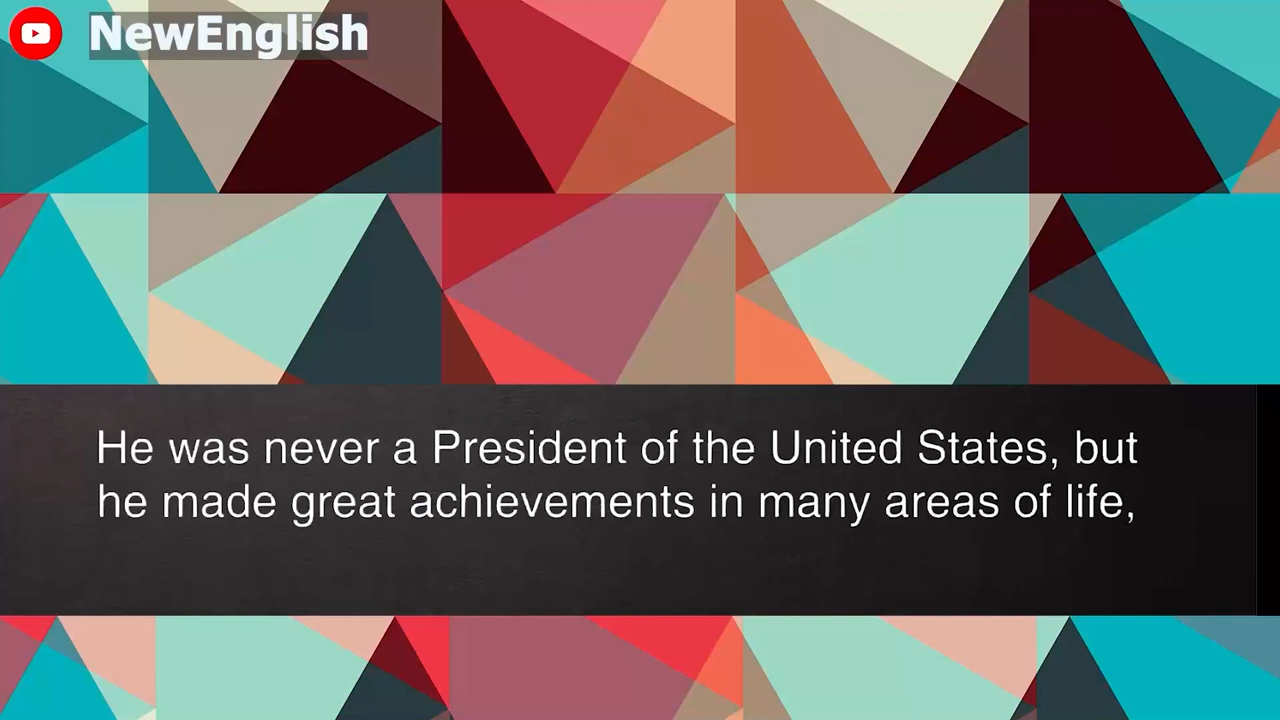 NewEnglish
He was never a President of the United States, but
he made great achievements in many areas of life,